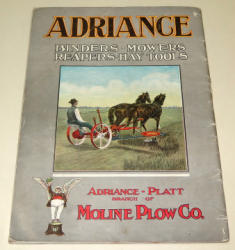 ADRIANCE
BINDERS-MOWERS
REAPERS-HAY TOOLS
ADRIANCE-PLATT
BRANCH OF
MOLINE PLOW CO.